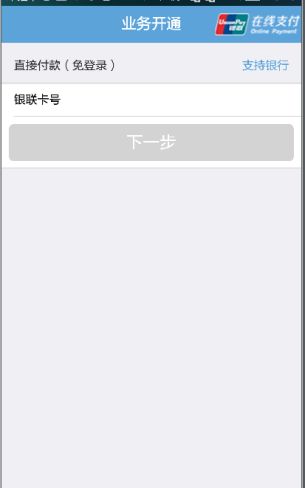 业务开通
UnionPay
银联
在线支付
Online Payment
直接付款（免登录）
支持银行
银联卡号
下一步